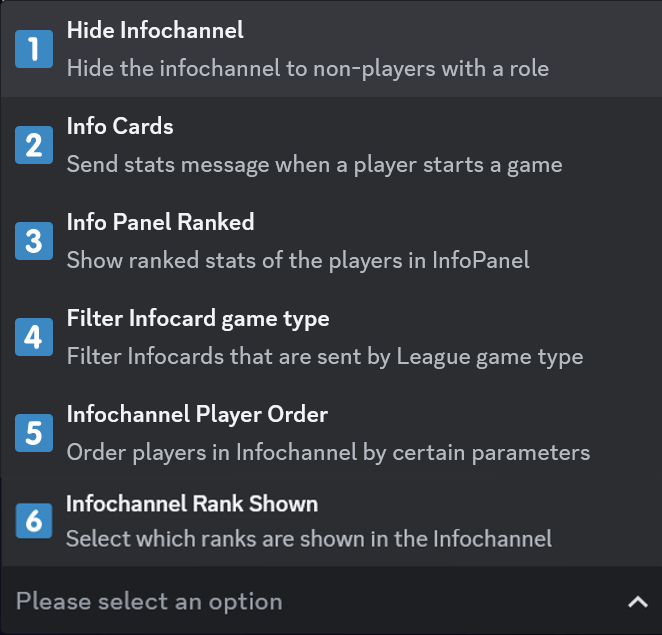 Hide Infochannel
1 Hide the infochannel to non-players with a role
Info Cards
2 Send stats message when a player starts a game
Info Panel Ranked
3 Show ranked stats of the players in InfoPanel
Filter Infocard game type
4 Filter Infocards that are sent by League game type
Infochannel Player Order
5 Order players in Infochannel by certain parameters
Infochannel Rank Shown
6 Select which ranks are shown in the Infochannel
Please select an option